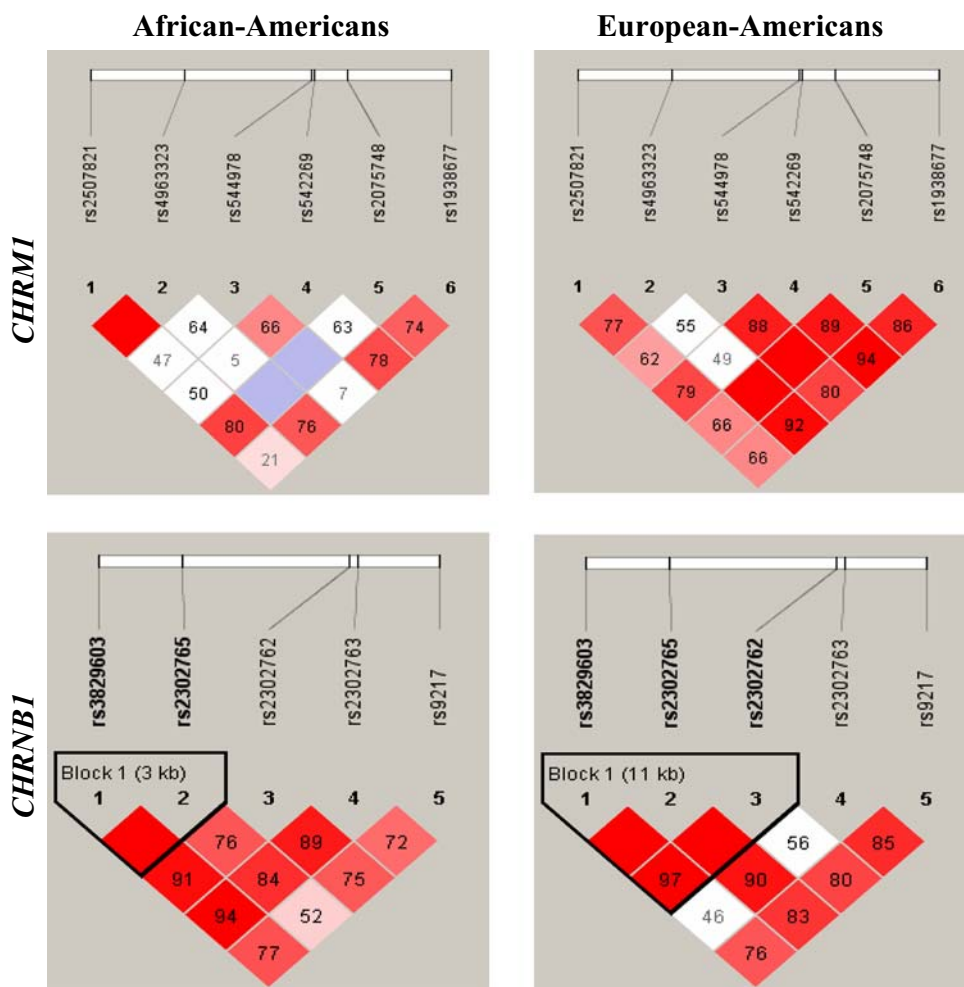 African-Americans
European-Americans
CHRM1
rs2507821
rs4963323
rs544978
rs542269
rs2075748
rs1938677
1 2 3 4 5 6
64 66 63 74
47 5 78
50 7
80 76
21
rs2507821
rs4963323
rs544978
rs542269
rs2075748
rs1938677
1 2 3 4 5 6
77 55 88 89 86
62 49 94
79 80
66 92
66
CHRNB1
rs3829603
rs2302765
rs2302762
rs2302763
rs9217
Block 1 (3 kb)
1 2 3 4 5
76 89 72
91 84 75
94 52
77
rs3829603
rs2302765
rs2302762
rs2302763
rs9217
Block 1 (11 kb)
1 2 3 4 5
56 85
97 90 80
46 83
76